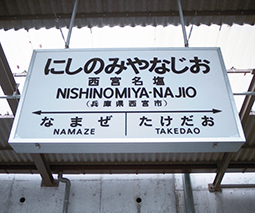 にしのみやなじお
西宮名塩
NISHINOMIYA-NAJIO
(兵庫県西宮市)
なまぜ たけだお
NAMAZE TAKEDAO